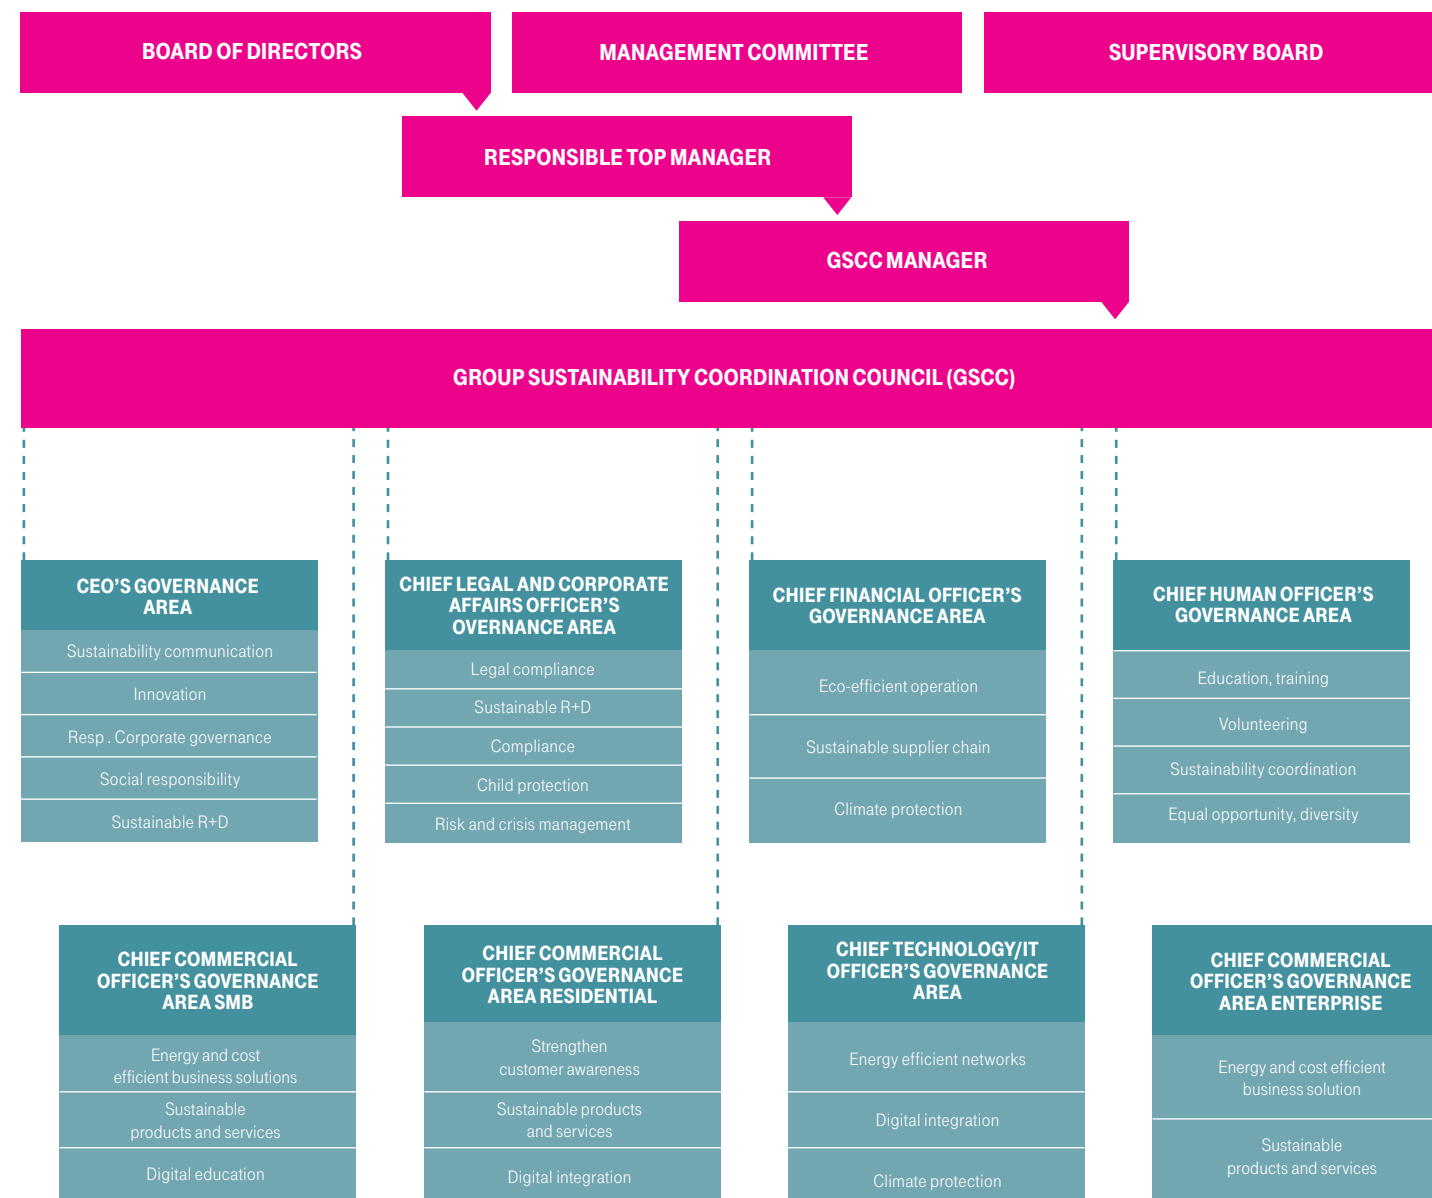 BOARD OF DIRECTORS
MANAGEMENT COMMITTEE
SUPERVISORY BOARD
RESPONSIBLE TOP MANAGER
GSCC MANAGER
GROUP SUSTAINABILITY COORDINATION COUNCIL (GSCC)
CEO'S GOVERNANCE
AREA
Sustainability communication
Innovation
Resp . Corporate governance
Social responsibility
Sustainable R+D
CHIEF LEGAL AND CORPORATE
AFFAIRS OFFICER'S
OVERNANCE AREA
Legal compliance
Sustainable R+D
Compliance
Child protection
Risk and crisis management
CHIEF FINANCIAL OFFICER'S
GOVERNANCE AREA
Eco-efficient operation
Sustainable supplier chain
Climate protection
CHIEF HUMAN OFFICER'S
GOVERNANCE AREA
Education, training
Volunteering
Sustainability coordination
Equal opportunity, diversity
CHIEF COMMERCIAL
OFFICER'S GOVERNANCE
AREA SMB
Energy and cost
efficient business solutions
Sustainable
products and services
Digital education
CHIEF COMMERCIAL
OFFICER'S GOVERNANCE
AREA RESIDENTIAL
Strengthen
customer awareness
Sustainable products
and services
Digital integration
CHIEF TECHNOLOGY/IT
OFFICER'S GOVERNANCE
AREA
Energy efficient networks
Digital integration
Climate protection
CHIEF COMMERCIAL
OFFICER'S GOVERNANCE
AREA ENTERPRISE
Energy and cost efficient
business solution
Sustainable
products and services